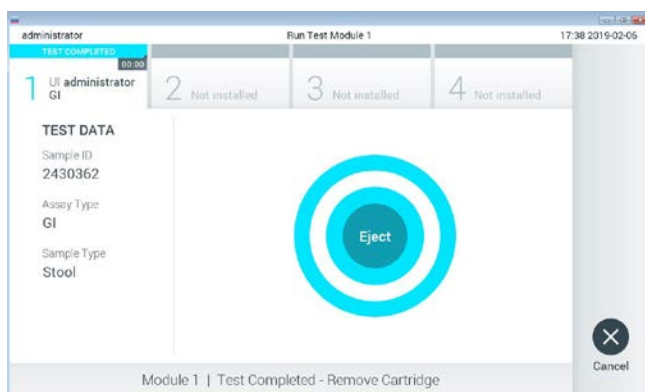 administrator Run Test Module 1 17:38 2019-02-06
TEST COMPLETED
00:00
1 UI administrator
GI
2 Not installed
3 Not installed
4 Not installed
TEST DATA
Sample ID
2430362
Assay Type
GI
Sample Type
Stool
Eject
Cancel
Module 1 | Test Completed - Remove Cartridge